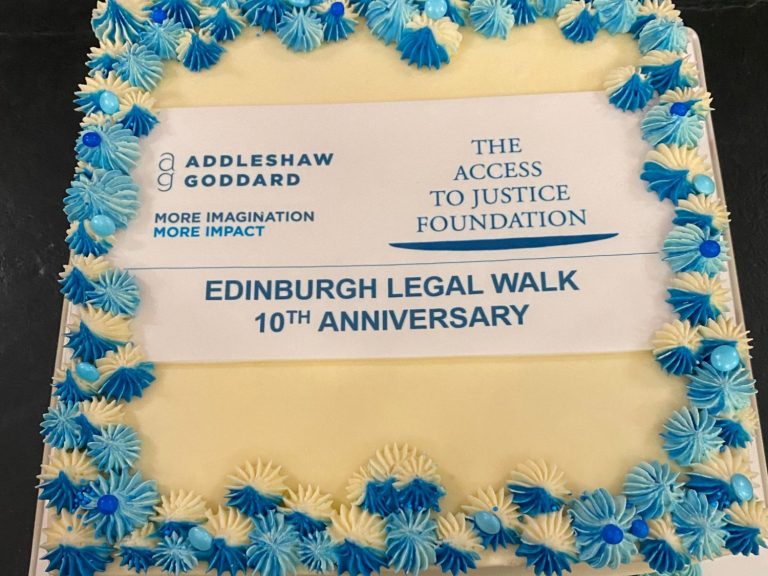 ag ADDLESHAW
GODDARD
MORE IMAGINATION
MORE IMPACT
THE
ACCESS
TO JUSTICE
FOUNDATION
EDINBURGH LEGAL WALK
10TH ANNIVERSARY